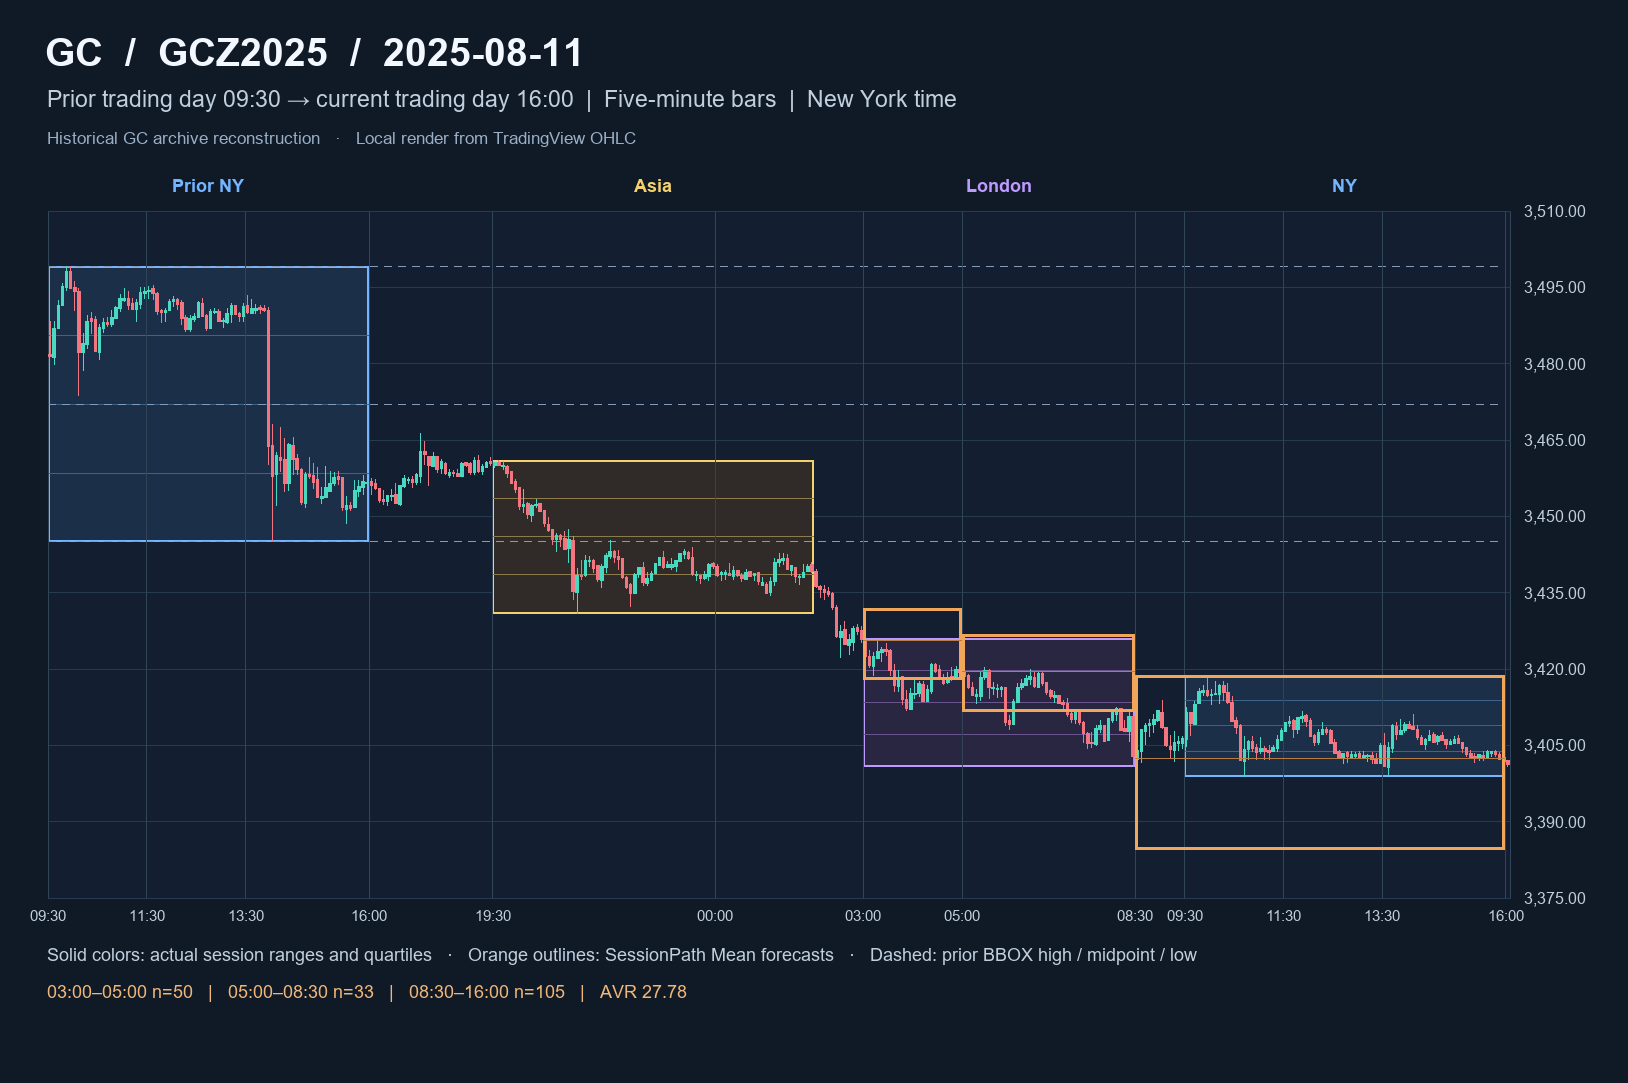 GC / GCZ2025 / 2025-08-11
Prior trading day 09:30 → current trading day 16:00 | Five-minute bars | New York time
Historical GC archive reconstruction · Local render from TradingView OHLC
Prior NY Asia London NY
3,510.00
3,495.00
3,480.00
3,465.00
3,450.00
3,435.00
3,420.00
3,405.00
3,390.00
3,375.00
09:30 11:30 13:30 16:00 19:30 00:00 03:00 05:00 08:30 09:30 11:30 13:30 16:00
Solid colors: actual session ranges and quartiles · Orange outlines: SessionPath Mean forecasts · Dashed: prior BBOX high / midpoint / low
03:00–05:00 n=50 | 05:00–08:30 n=33 | 08:30–16:00 n=105 | AVR 27.78